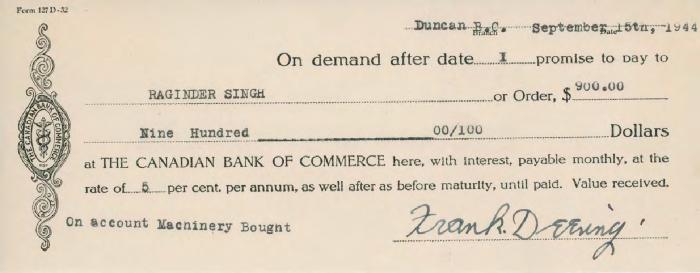 Form 127 D-32
Duncan B.C. September 15th, 1944
Branch Date
On demand after date I promise to pay to
RAGINDER SINGH or Order, $ 900.00
Nine Hundred 00/100 Dollars
at THE CANADIAN BANK OF COMMERCE here, with interest, payable monthly, at the
rate of 5 per cent. per annum, as well after as before maturity, until paid. Value received.
On account Machinery Bought
Frank Deering
THE CANADIAN BANK OF COMMERCE